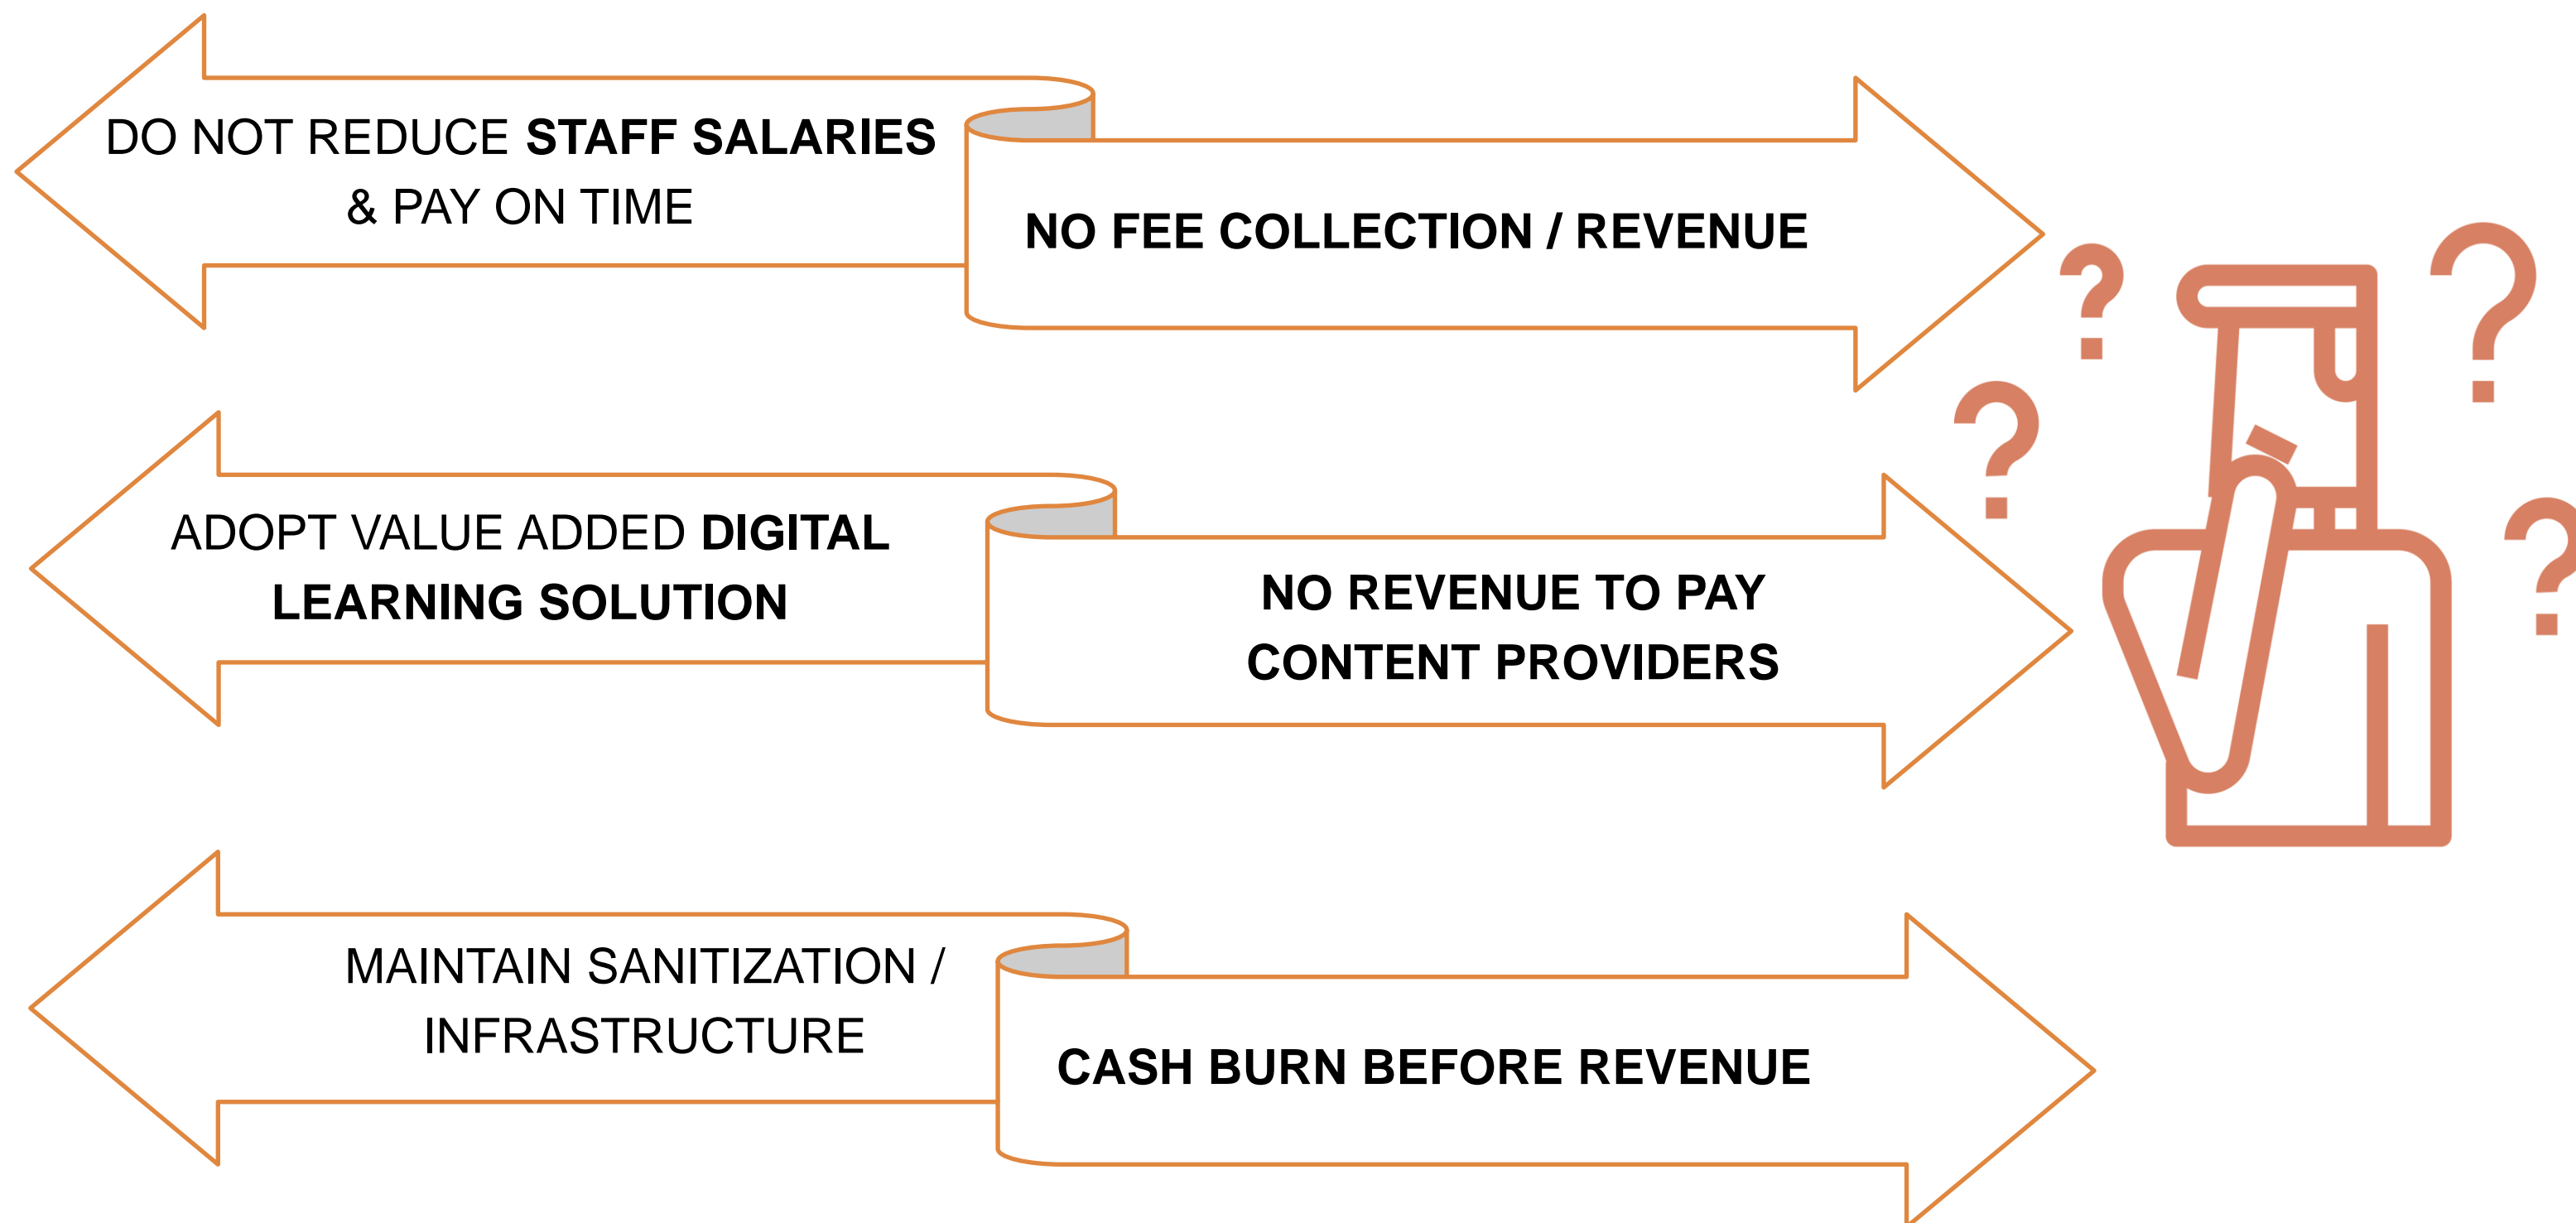 DO NOT REDUCE STAFF SALARIES
& PAY ON TIME
NO FEE COLLECTION / REVENUE
ADOPT VALUE ADDED DIGITAL
LEARNING SOLUTION
NO REVENUE TO PAY
CONTENT PROVIDERS
MAINTAIN SANITIZATION /
INFRASTRUCTURE
CASH BURN BEFORE REVENUE